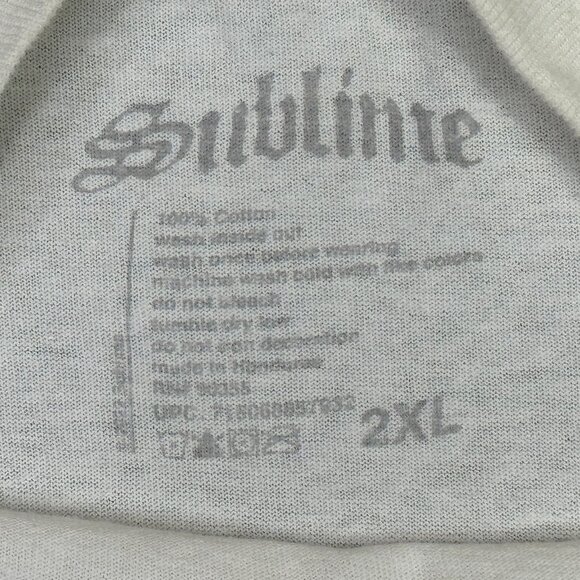 Sublime
100% Cotton
wash inside out
wash once before wearing
machine wash cold with like colors
do not bleach
tumble dry low
do not iron decoration
made in Honduras
UPC
2XL